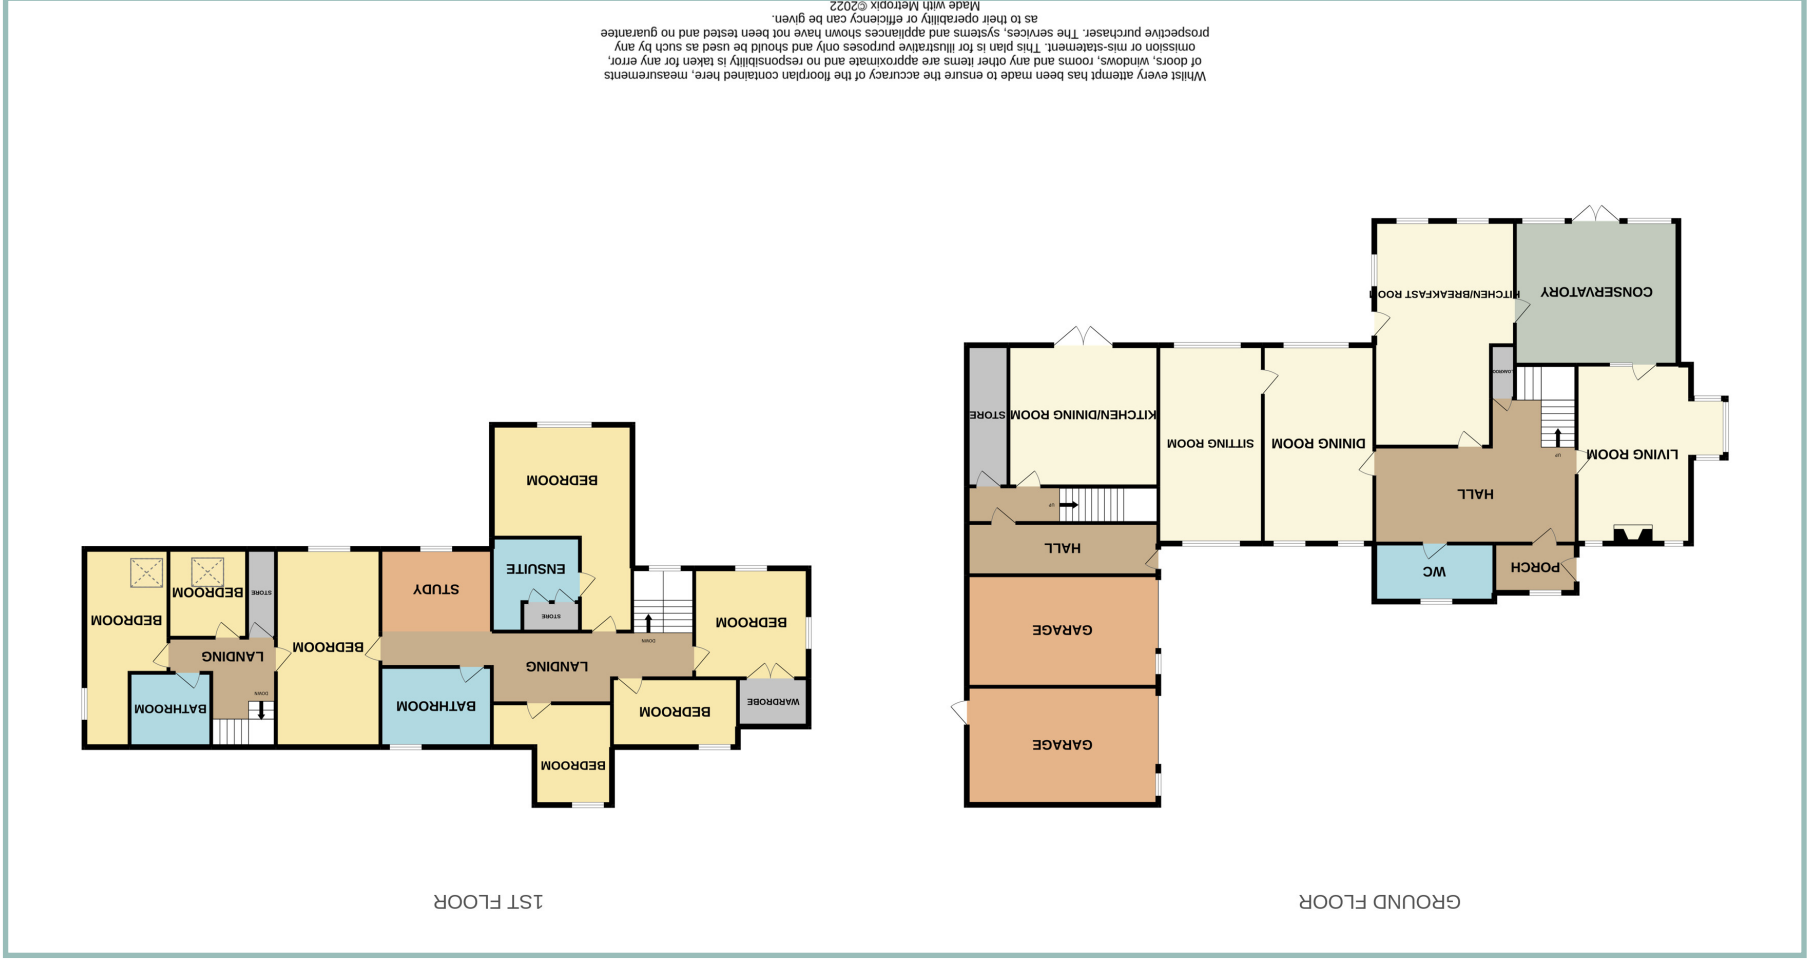 GROUND FLOOR
1ST FLOOR
GARAGE
GARAGE
HALL
UP
STORE
KITCHEN/DINING ROOM
SITTING ROOM
DINING ROOM
WC
PORCH
HALL
UP
LIVING ROOM
KITCHEN/BREAKFAST ROOM
CONSERVATORY
BEDROOM
BEDROOM
WARDROBE
BEDROOM
BATHROOM
LANDING
DOWN
BEDROOM
STORE
ENSUITE
STUDY
BEDROOM
BEDROOM
BATHROOM
DOWN
LANDING
BEDROOM
STORE
BEDROOM
Whilst every attempt has been made to ensure the accuracy of the floorplan contained here, measurements
of doors, windows, rooms and any other items are approximate and no responsibility is taken for any error,
omission or mis-statement. This plan is for illustrative purposes only and should be used as such by any
prospective purchaser. The services, systems and appliances shown have not been tested and no guarantee
as to their operability or efficiency can be given.
Made with Metropix ©2022